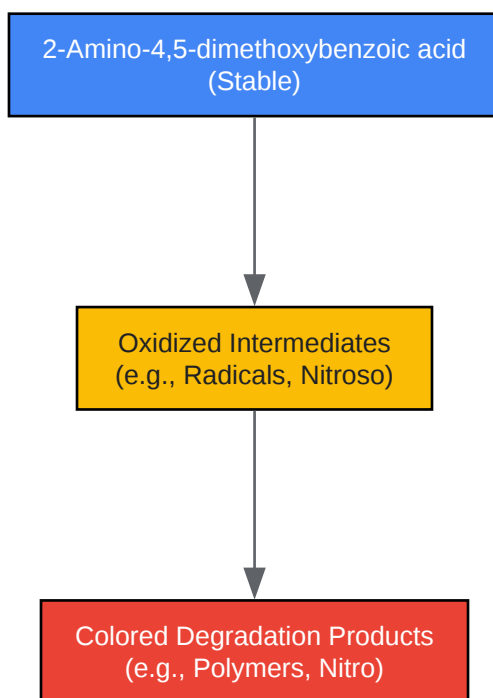 2-Amino-4,5-dimethoxybenzoic acid
(Stable)
Oxidized Intermediates
(e.g., Radicals, Nitroso)
Colored Degradation Products
(e.g., Polymers, Nitro)